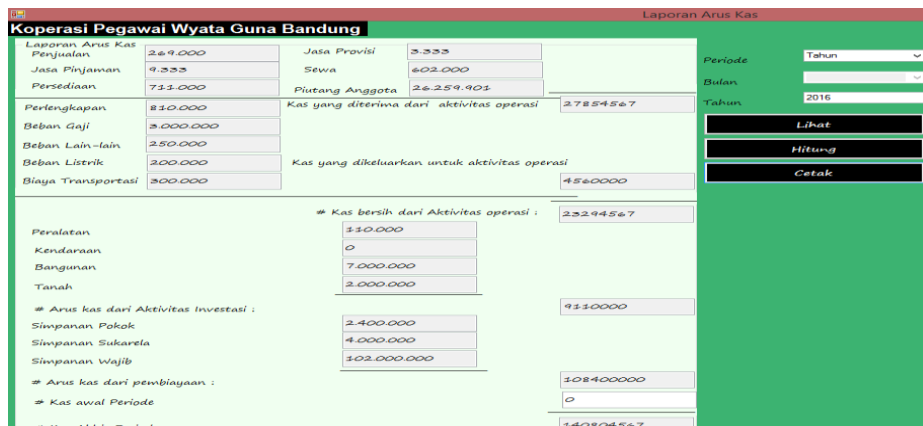 Laporan Arus Kas
Koperasi Pegawai Wyata Guna Bandung
Laporan Arus Kas
Penjualan 269.000 Jasa Provisi 3.333
Jasa Pinjaman 9.333 Sewa 602.000
Persediaan 711.000 Piutang Anggota 26.259.901
Perlengkapan 810.000 Kas yang diterima dari aktivitas operasi 27854567
Beban Gaji 3.000.000
Beban Lain-lain 250.000
Beban Listrik 200.000 Kas yang dikeluarkan untuk aktivitas operasi
Biaya Transportasi 300.000 4560000
# Kas bersih dari Aktivitas operasi : 23294567
Peralatan 110.000
Kendaraan 0
Bangunan 7.000.000
Tanah 2.000.000
# Arus kas dari Aktivitas Investasi : 9110000
Simpanan Pokok 2.400.000
Simpanan Sukarela 4.000.000
Simpanan Wajib 102.000.000
# Arus kas dari pembiayaan : 108400000
# Kas awal Periode 0
140804567
Periode Tahun
Bulan
Tahun 2016
Lihat
Hitung
Cetak